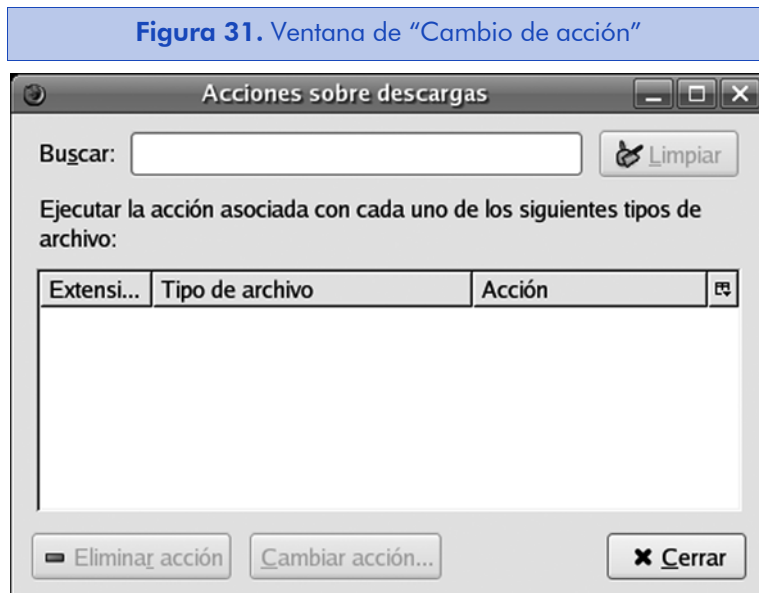 Figura 31. Ventana de “Cambio de acción”
Acciones sobre descargas
Buscar:
Limpiar
Ejecutar la acción asociada con cada uno de los siguientes tipos de
archivo:
Extensi... Tipo de archivo Acción
Eliminar acción Cambiar acción... Cerrar